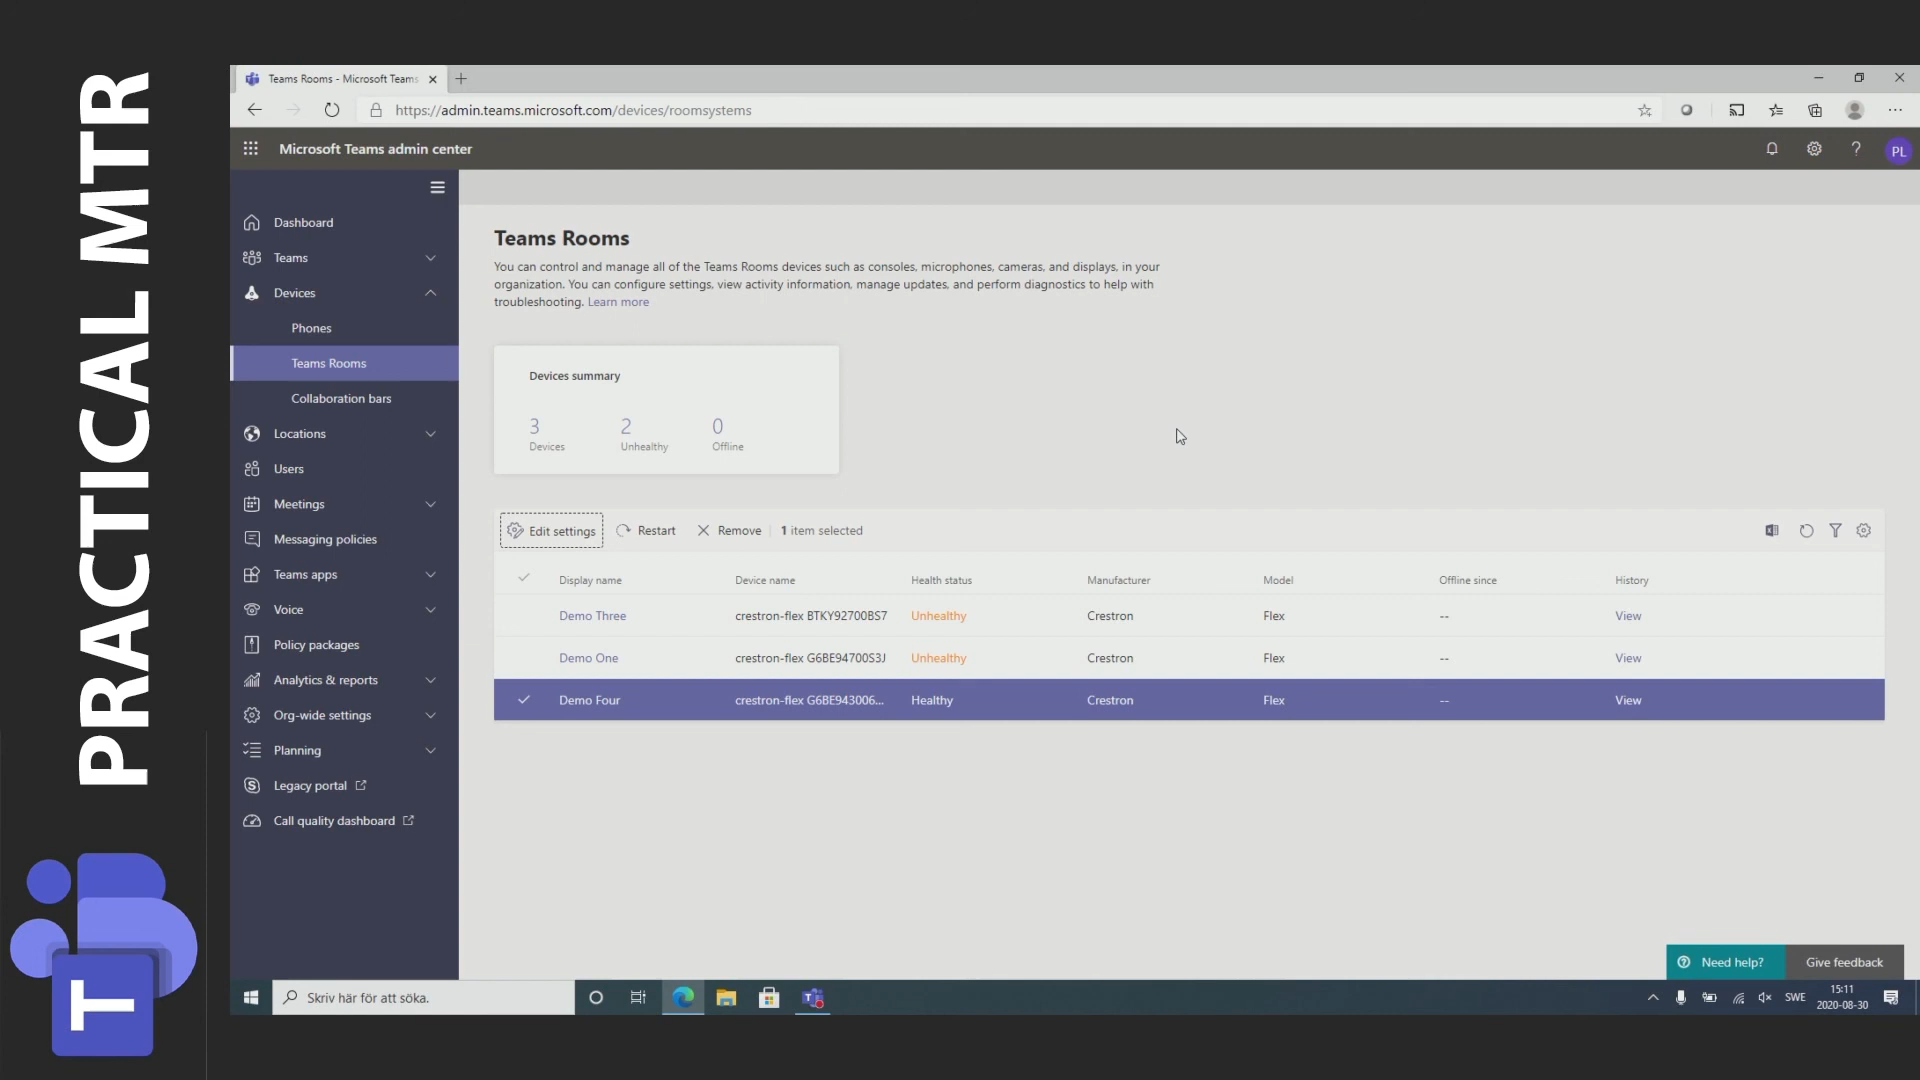 PRACTICAL MTR
T
Teams Rooms - Microsoft Teams
https://admin.teams.microsoft.com/devices/roomsystems
Microsoft Teams admin center
PL
Dashboard
Teams
Devices
Phones
Teams Rooms
Collaboration bars
Locations
Users
Meetings
Messaging policies
Teams apps
Voice
Policy packages
Analytics & reports
Org-wide settings
Planning
Legacy portal
Call quality dashboard
Teams Rooms
You can control and manage all of the Teams Rooms devices such as consoles, microphones, cameras, and displays, in your
organization. You can configure settings, view activity information, manage updates, and perform diagnostics to help with
troubleshooting. Learn more
Devices summary
3 2 0
Devices Unhealthy Offline
Edit settings Restart Remove 1 item selected
Display name Device name Health status Manufacturer Model Offline since History
Demo Three crestron-flex BTKY92700BS7 Unhealthy Crestron Flex -- View
Demo One crestron-flex G6BE94700S3J Unhealthy Crestron Flex -- View
Demo Four crestron-flex G6BE943006... Healthy Crestron Flex -- View
Need help? Give feedback
Skriv här för att söka.
SWE
15:11
2020-08-30